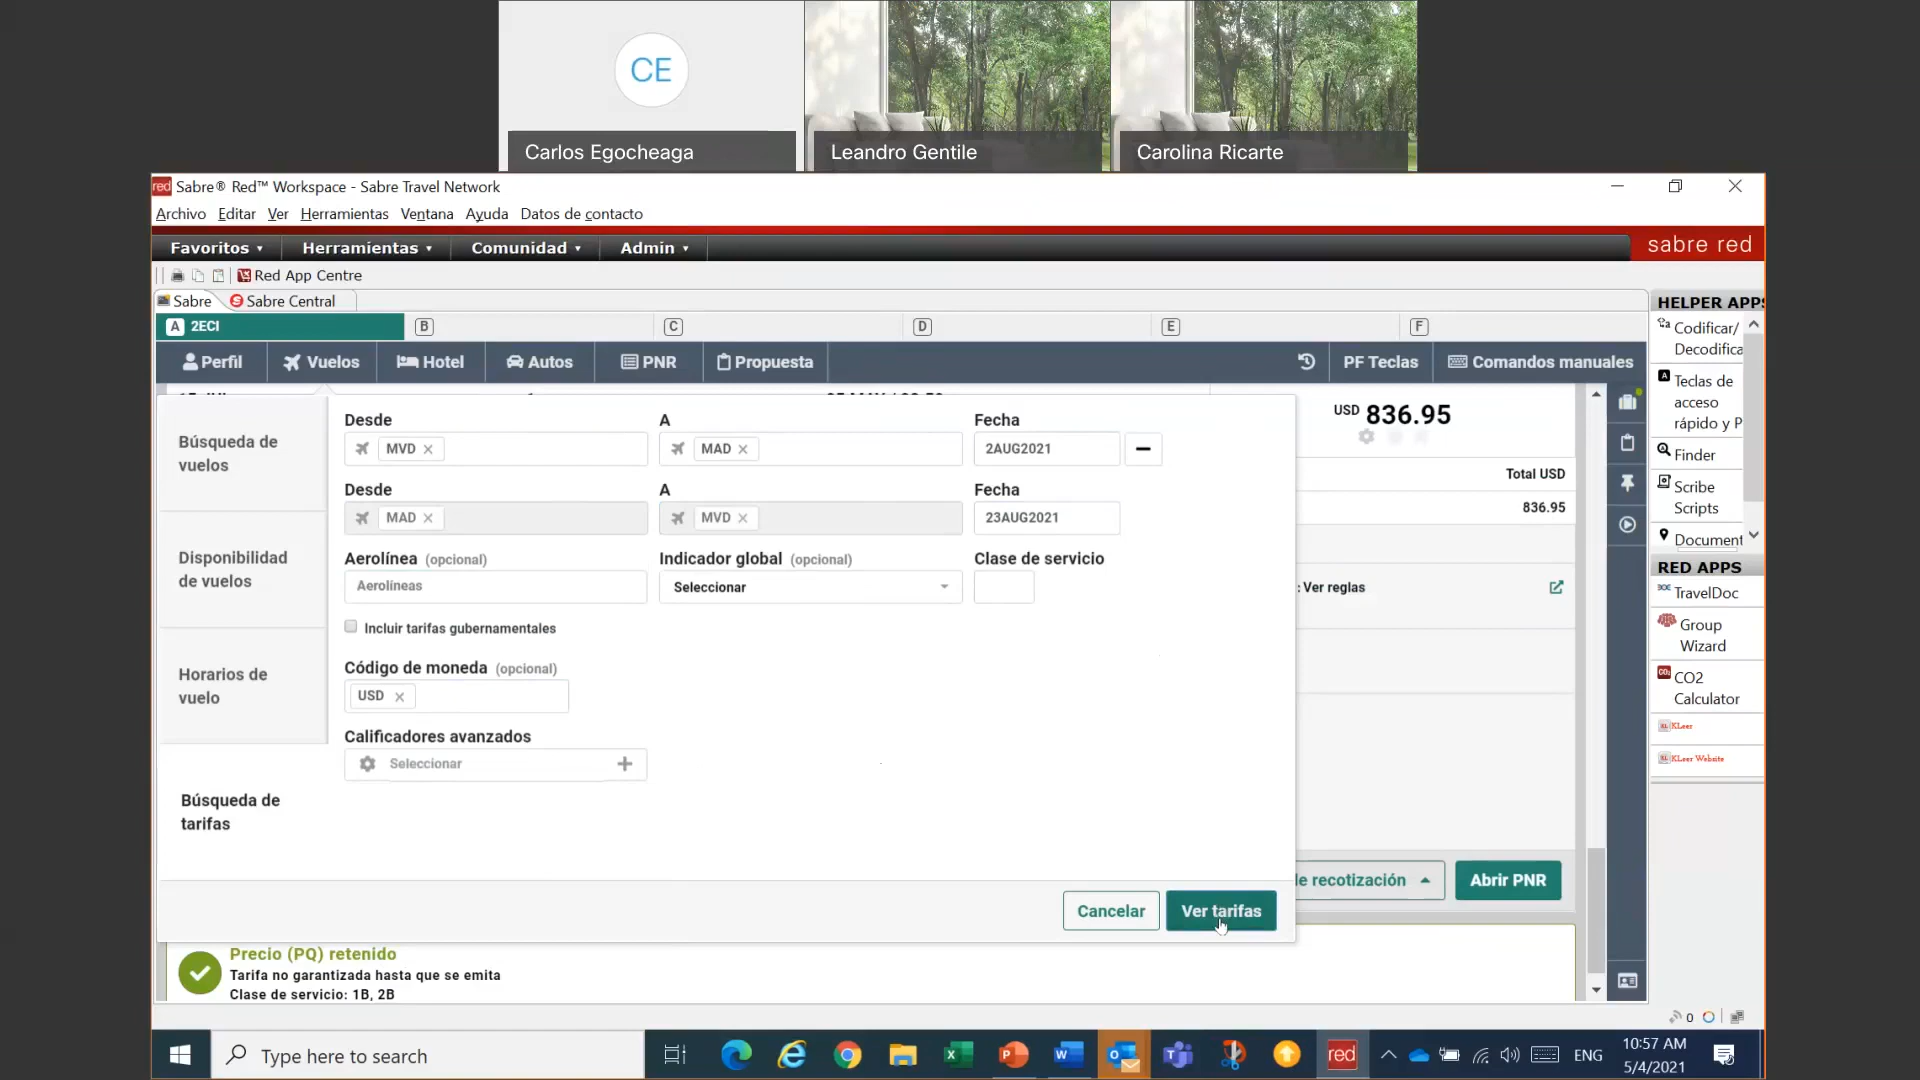 CE
Carlos Egocheaga
Leandro Gentile
Carolina Ricarte
red Sabre® Red™ Workspace - Sabre Travel Network
Archivo Editar Ver Herramientas Ventana Ayuda Datos de contacto
Favoritos Herramientas Comunidad Admin sabre red
Red App Centre
Sabre Sabre Central
A 2ECI B C D E F
Perfil Vuelos Hotel Autos PNR Propuesta PF Teclas Comandos manuales
Búsqueda de
vuelos
Disponibilidad
de vuelos
Horarios de
vuelo
Búsqueda de
tarifas
Desde A Fecha
MVD MAD 2AUG2021
Desde A Fecha
MAD MVD 23AUG2021
Aerolínea (opcional) Indicador global (opcional) Clase de servicio
Aerolíneas Seleccionar
Incluir tarifas gubernamentales
Código de moneda (opcional)
USD
Calificadores avanzados
Seleccionar
Cancelar Ver tarifas
USD 836.95
Total USD
836.95
: Ver reglas
le recotización Abrir PNR
Precio (PQ) retenido
Tarifa no garantizada hasta que se emita
Clase de servicio: 1B, 2B
HELPER APPS
Codificar/
Decodifica
Teclas de
acceso
rápido y P
Finder
Scribe
Scripts
Document
RED APPS
TravelDoc
Group
Wizard
CO2
Calculator
KLeer
KLeer Website
0
Type here to search
red
ENG
10:57 AM
5/4/2021